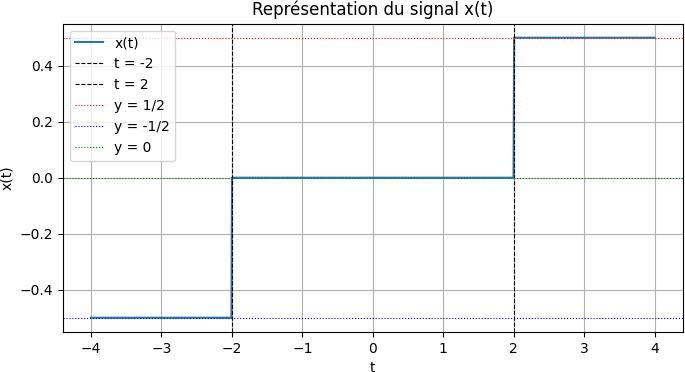 Représentation du signal x(t)
x(t)
t = -2
t = 2
y = 1/2
y = -1/2
y = 0
0.4
0.2
0.0
−0.2
−0.4
x(t)
−4 −3 −2 −1 0 1 2 3 4
t